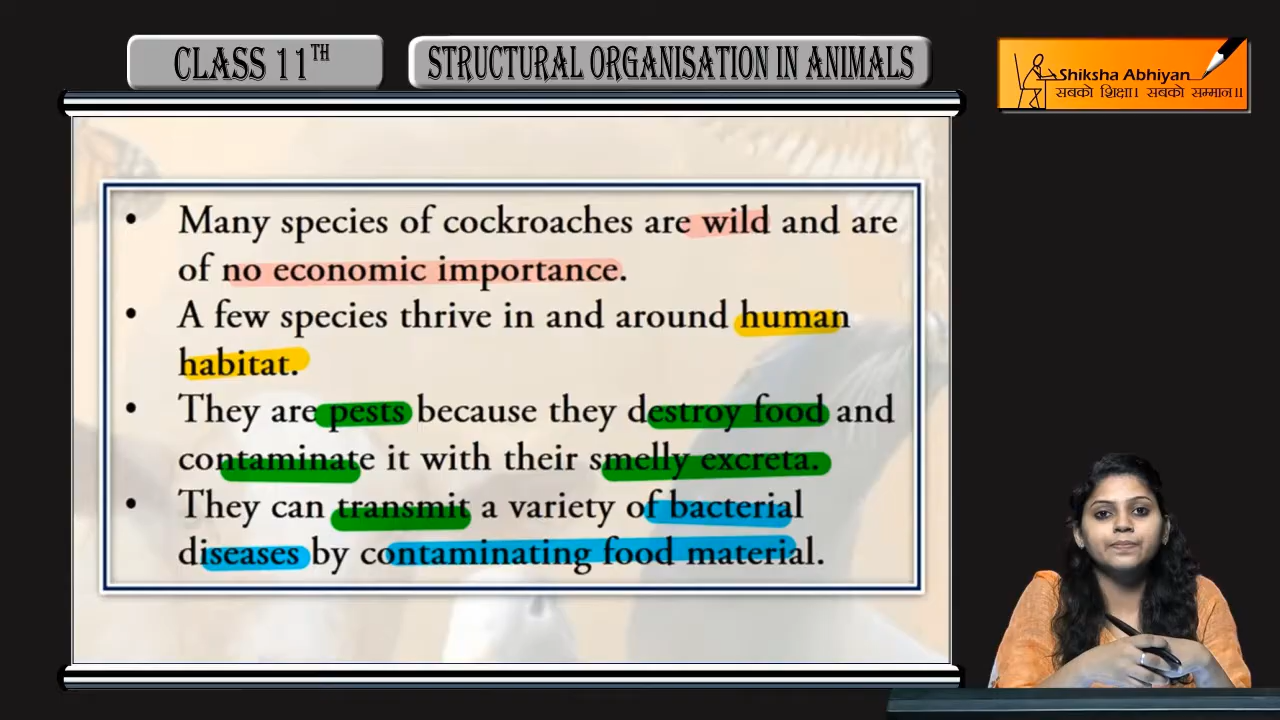 CLASS 11TH
STRUCTURAL ORGANISATION IN ANIMALS
Shiksha Abhiyan
सबको शिक्षा। सबको सम्मान॥
• Many species of cockroaches are wild and are
of no economic importance.
• A few species thrive in and around human
habitat.
• They are pests because they destroy food and
contaminate it with their smelly excreta.
• They can transmit a variety of bacterial
diseases by contaminating food material.